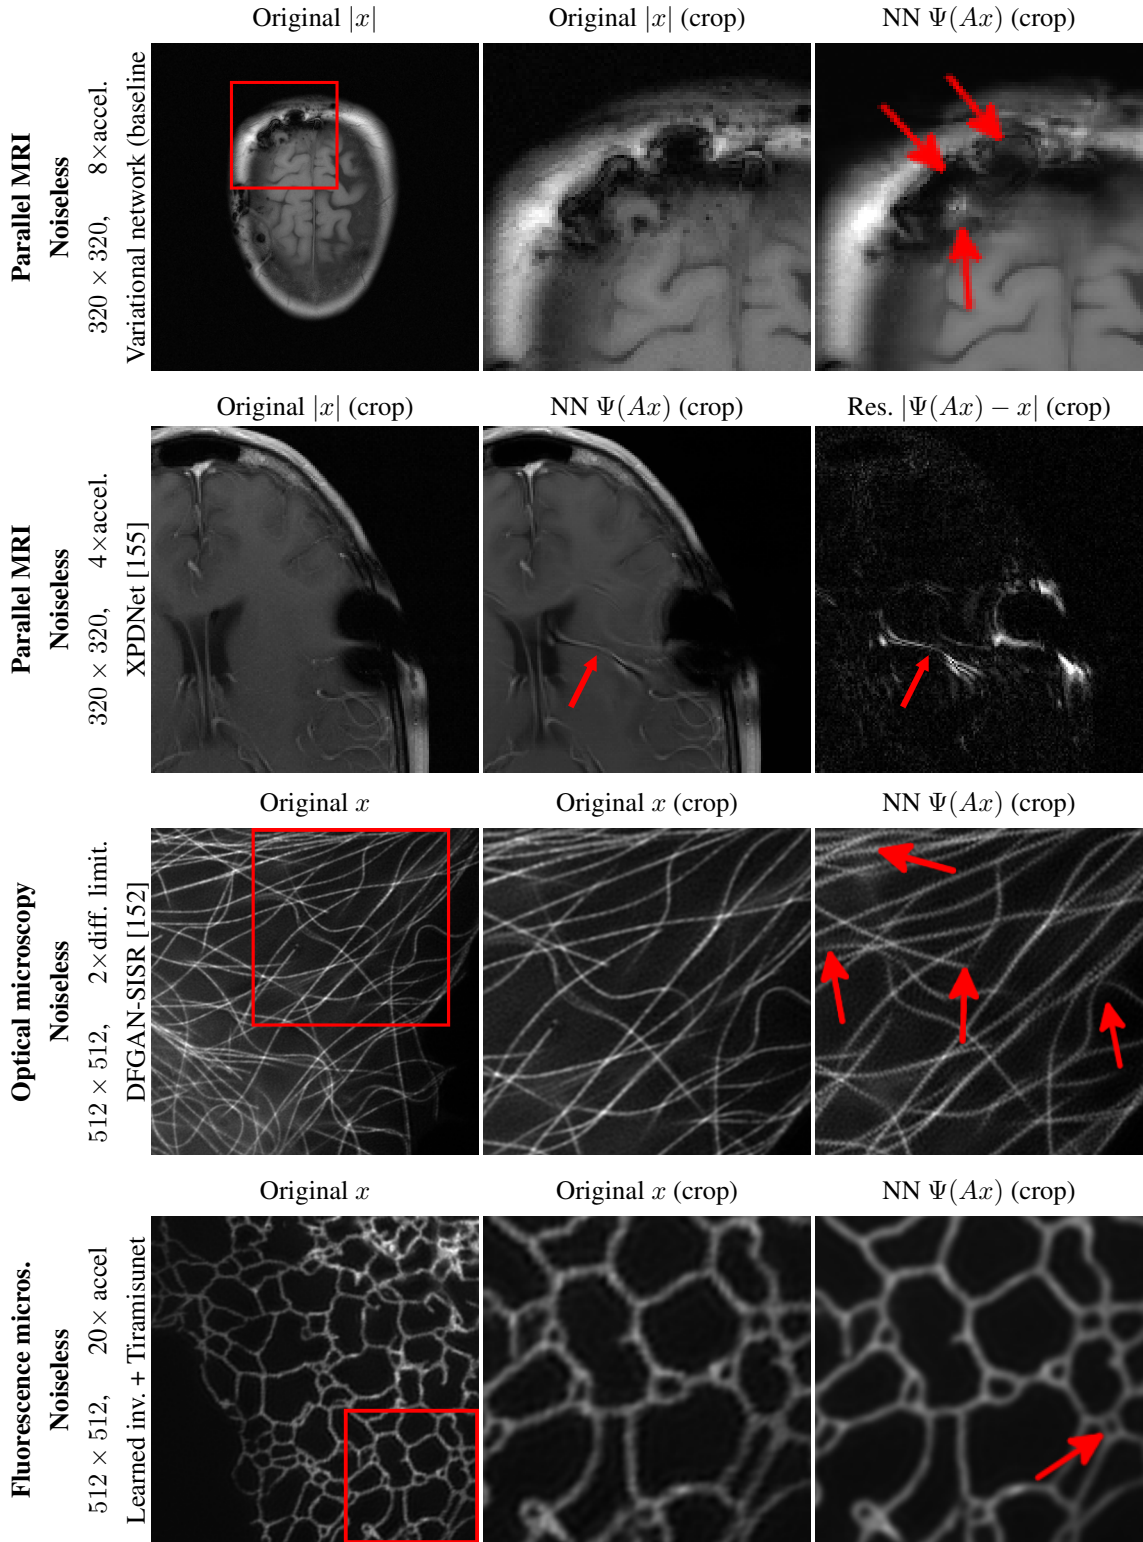 Original |x|
Original |x| (crop)
NN Ψ(Ax) (crop)
Parallel MRI
Noiseless
320 × 320, 8×accel.
Variational network (baseline
Original |x| (crop)
NN Ψ(Ax) (crop)
Res. |Ψ(Ax) − x| (crop)
Parallel MRI
Noiseless
320 × 320, 4×accel.
XPDNet [155]
Original x
Original x (crop)
NN Ψ(Ax) (crop)
Optical microscopy
Noiseless
512 × 512, 2×diff. limit.
DFGAN-SISR [152]
Original x
Original x (crop)
NN Ψ(Ax) (crop)
Fluorescence micros.
Noiseless
512 × 512, 20× accel
Learned inv. + Tiramisunet